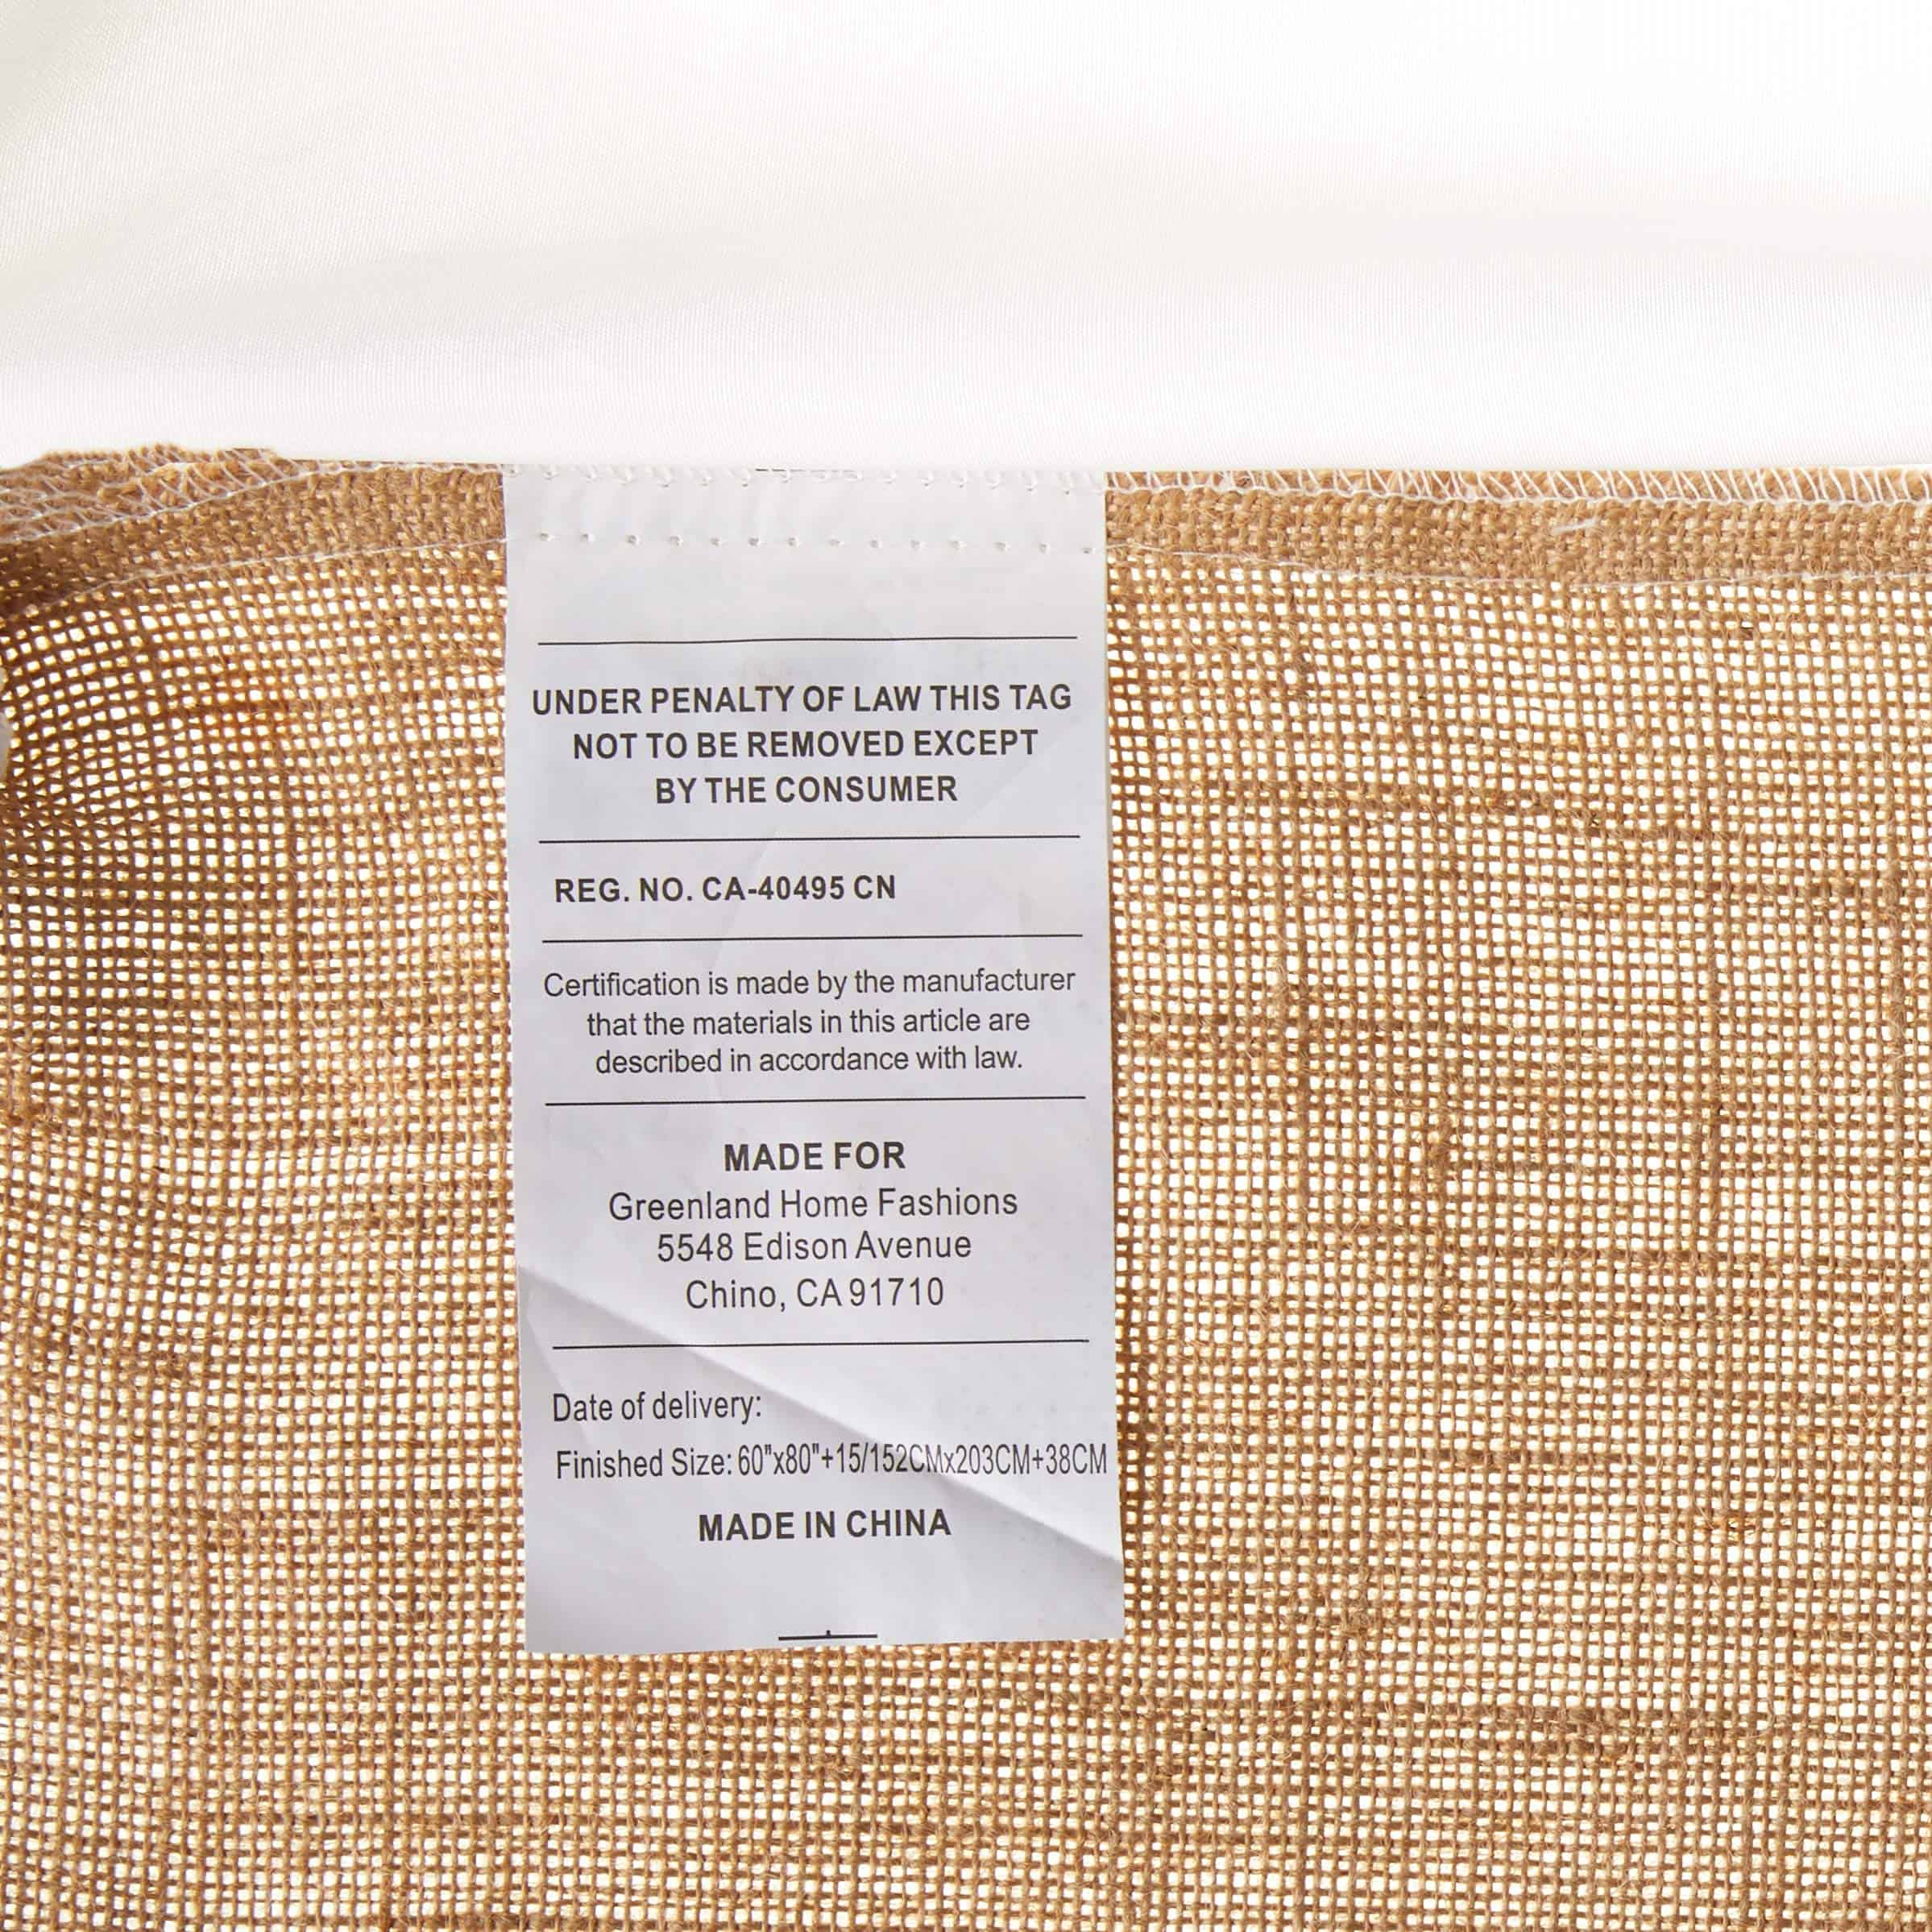 UNDER PENALTY OF LAW THIS TAG
NOT TO BE REMOVED EXCEPT
BY THE CONSUMER
REG. NO. CA-40495 CN
Certification is made by the manufacturer
that the materials in this article are
described in accordance with law.
MADE FOR
Greenland Home Fashions
5548 Edison Avenue
Chino, CA 91710
Date of delivery:
Finished Size: 60"x80"+15/152CMx203CM+38CM
MADE IN CHINA